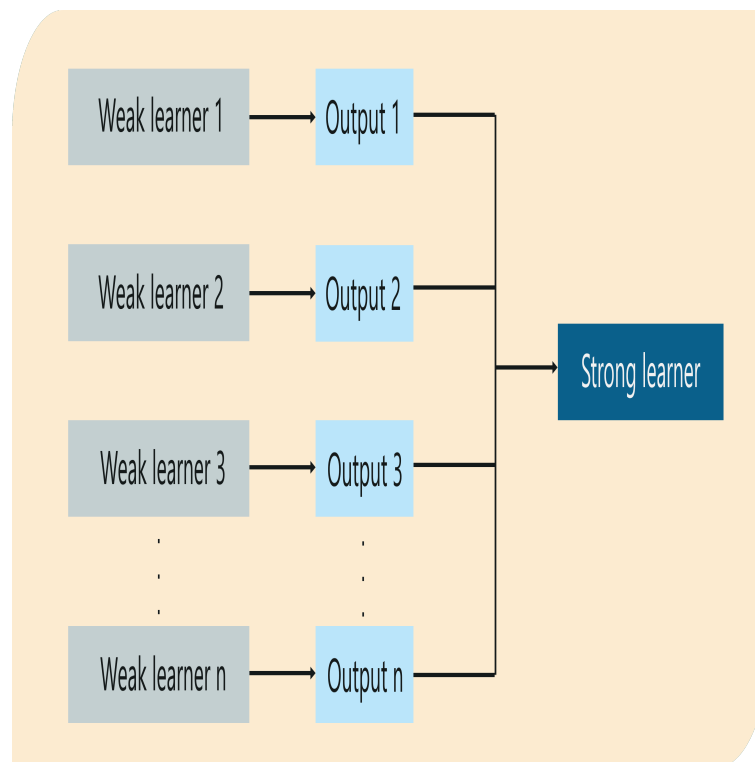 Weak learner 1
Output 1
Weak learner 2
Output 2
Strong learner
Weak learner 3
Output 3
Weak learner n
Output n